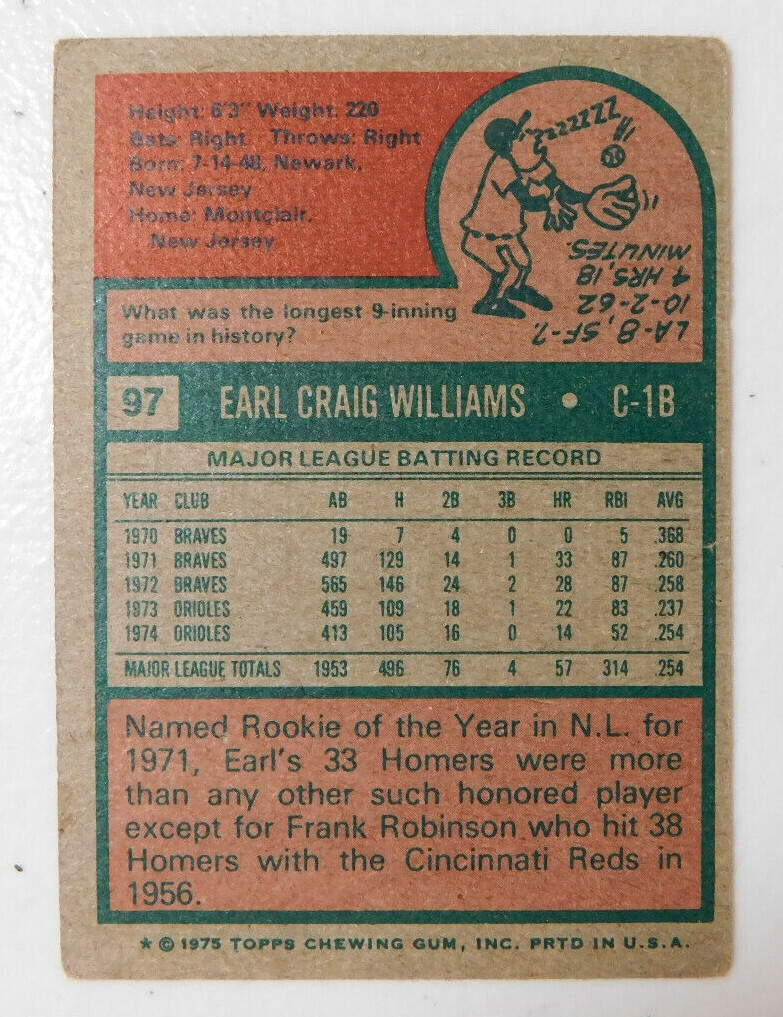 Height: 6'3" Weight: 220
Bats: Right Throws: Right
Born: 7-14-48, Newark,
New Jersey
Home: Montclair,
New Jersey
ZZZZZZZ
What was the longest 9-inning
game in history?
LA-8, SF-7.
10-2-62
4 HRS, 18
MINUTES.
97 EARL CRAIG WILLIAMS • C-1B
MAJOR LEAGUE BATTING RECORD
YEAR CLUB AB H 2B 3B HR RBI AVG
1970 BRAVES 19 7 4 0 0 5 .368
1971 BRAVES 497 129 14 1 33 87 .260
1972 BRAVES 565 146 24 2 28 87 .258
1973 ORIOLES 459 109 18 1 22 83 .237
1974 ORIOLES 413 105 16 0 14 52 .254
MAJOR LEAGUE TOTALS 1953 496 76 4 57 314 .254
Named Rookie of the Year in N.L. for
1971, Earl's 33 Homers were more
than any other such honored player
except for Frank Robinson who hit 38
Homers with the Cincinnati Reds in
1956.
* © 1975 TOPPS CHEWING GUM, INC. PRTD IN U.S.A.